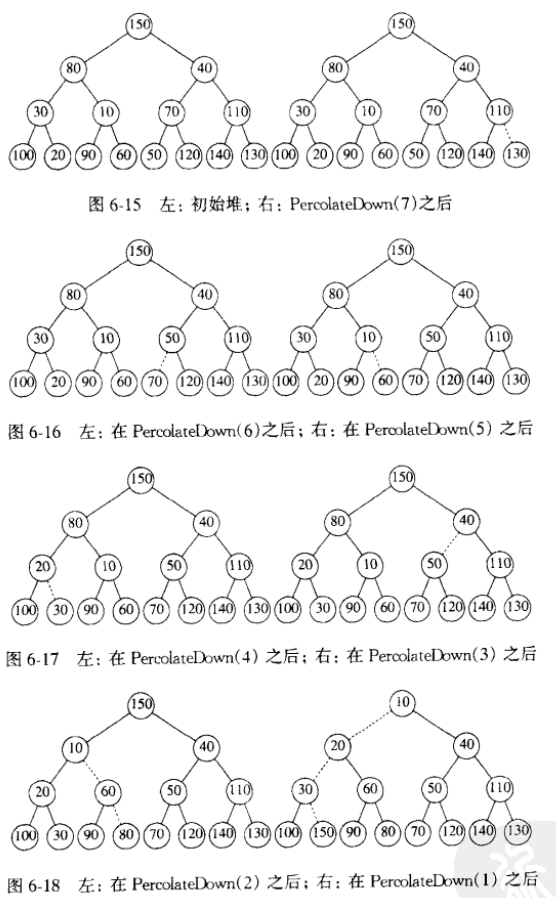 150 150
80 40 80 40
30 10 70 110 30 10 70 110
100 20 90 60 50 120 140 130 100 20 90 60 50 120 140 130
图 6-15 左: 初始堆; 右: PercolateDown(7)之后
150 150
80 40 80 40
30 10 50 110 30 10 50 110
100 20 90 60 70 120 140 130 100 20 90 60 70 120 140 130
图 6-16 左: 在 PercolateDown(6)之后; 右: 在 PercolateDown(5) 之后
150 150
80 40 80 40
20 10 50 110 20 10 50 110
100 30 90 60 70 120 140 130 100 30 90 60 70 120 140 130
图 6-17 左: 在 PercolateDown(4) 之后; 右: 在 PercolateDown(3) 之后
150 10
10 40 20 40
20 60 50 110 30 60 50 110
100 30 90 80 70 120 140 130 100 150 90 80 70 120 140 130
图 6-18 左: 在 PercolateDown(2) 之后; 右: 在 PercolateDown(1) 之后